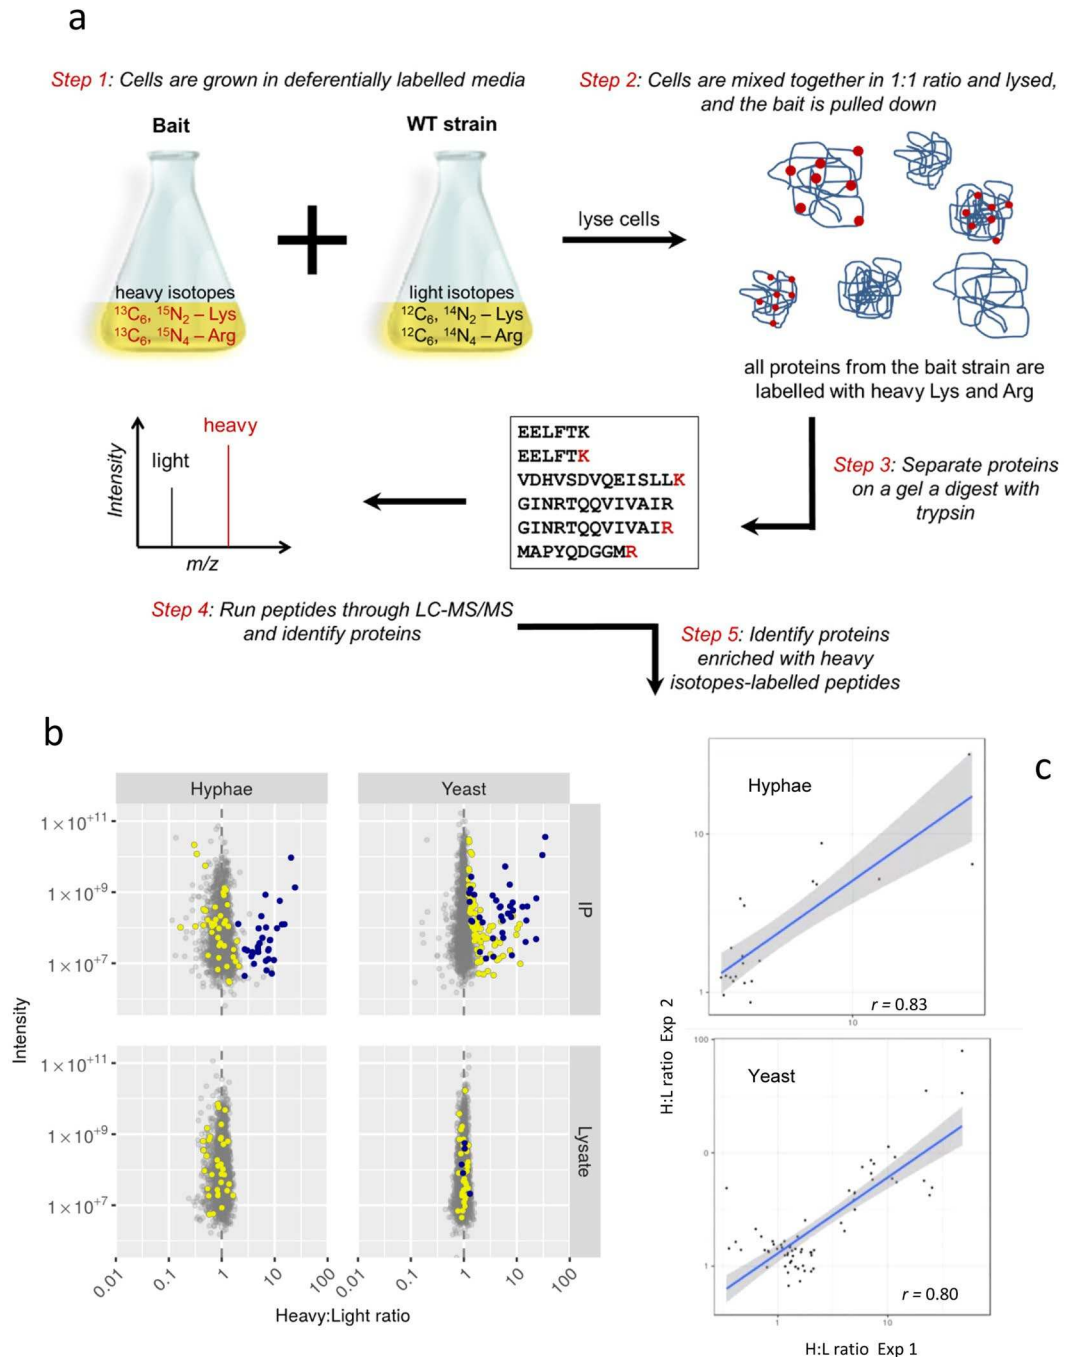 a
Step 1: Cells are grown in deferentially labelled media
Step 2: Cells are mixed together in 1:1 ratio and lysed,
and the bait is pulled down
Bait
WT strain
lyse cells
heavy isotopes
¹³C₆, ¹⁵N₂ – Lys
¹³C₆, ¹⁵N₄ – Arg
light isotopes
¹²C₆, ¹⁴N₂ – Lys
¹²C₆, ¹⁴N₄ – Arg
all proteins from the bait strain are
labelled with heavy Lys and Arg
Intensity
light
heavy
m/z
EELFTK
EELFTK
VDHVSDVQEISLLK
GINRTQQVIVAIR
GINRTQQVIVAIR
MAPYQDGGMR
Step 3: Separate proteins
on a gel a digest with
trypsin
Step 4: Run peptides through LC-MS/MS
and identify proteins
Step 5: Identify proteins
enriched with heavy
isotopes-labelled peptides
b
Hyphae
Yeast
1×10⁺¹¹
1×10⁺⁹
1×10⁺⁷
IP
Intensity
1×10⁺¹¹
1×10⁺⁹
1×10⁺⁷
Lysate
0.01
0.1
1
10
100
0.01
0.1
1
10
100
Heavy:Light ratio
c
Hyphae
10
1
r = 0.83
10
H:L ratio Exp 2
100
Yeast
0
1
r = 0.80
1
10
H:L ratio Exp 1